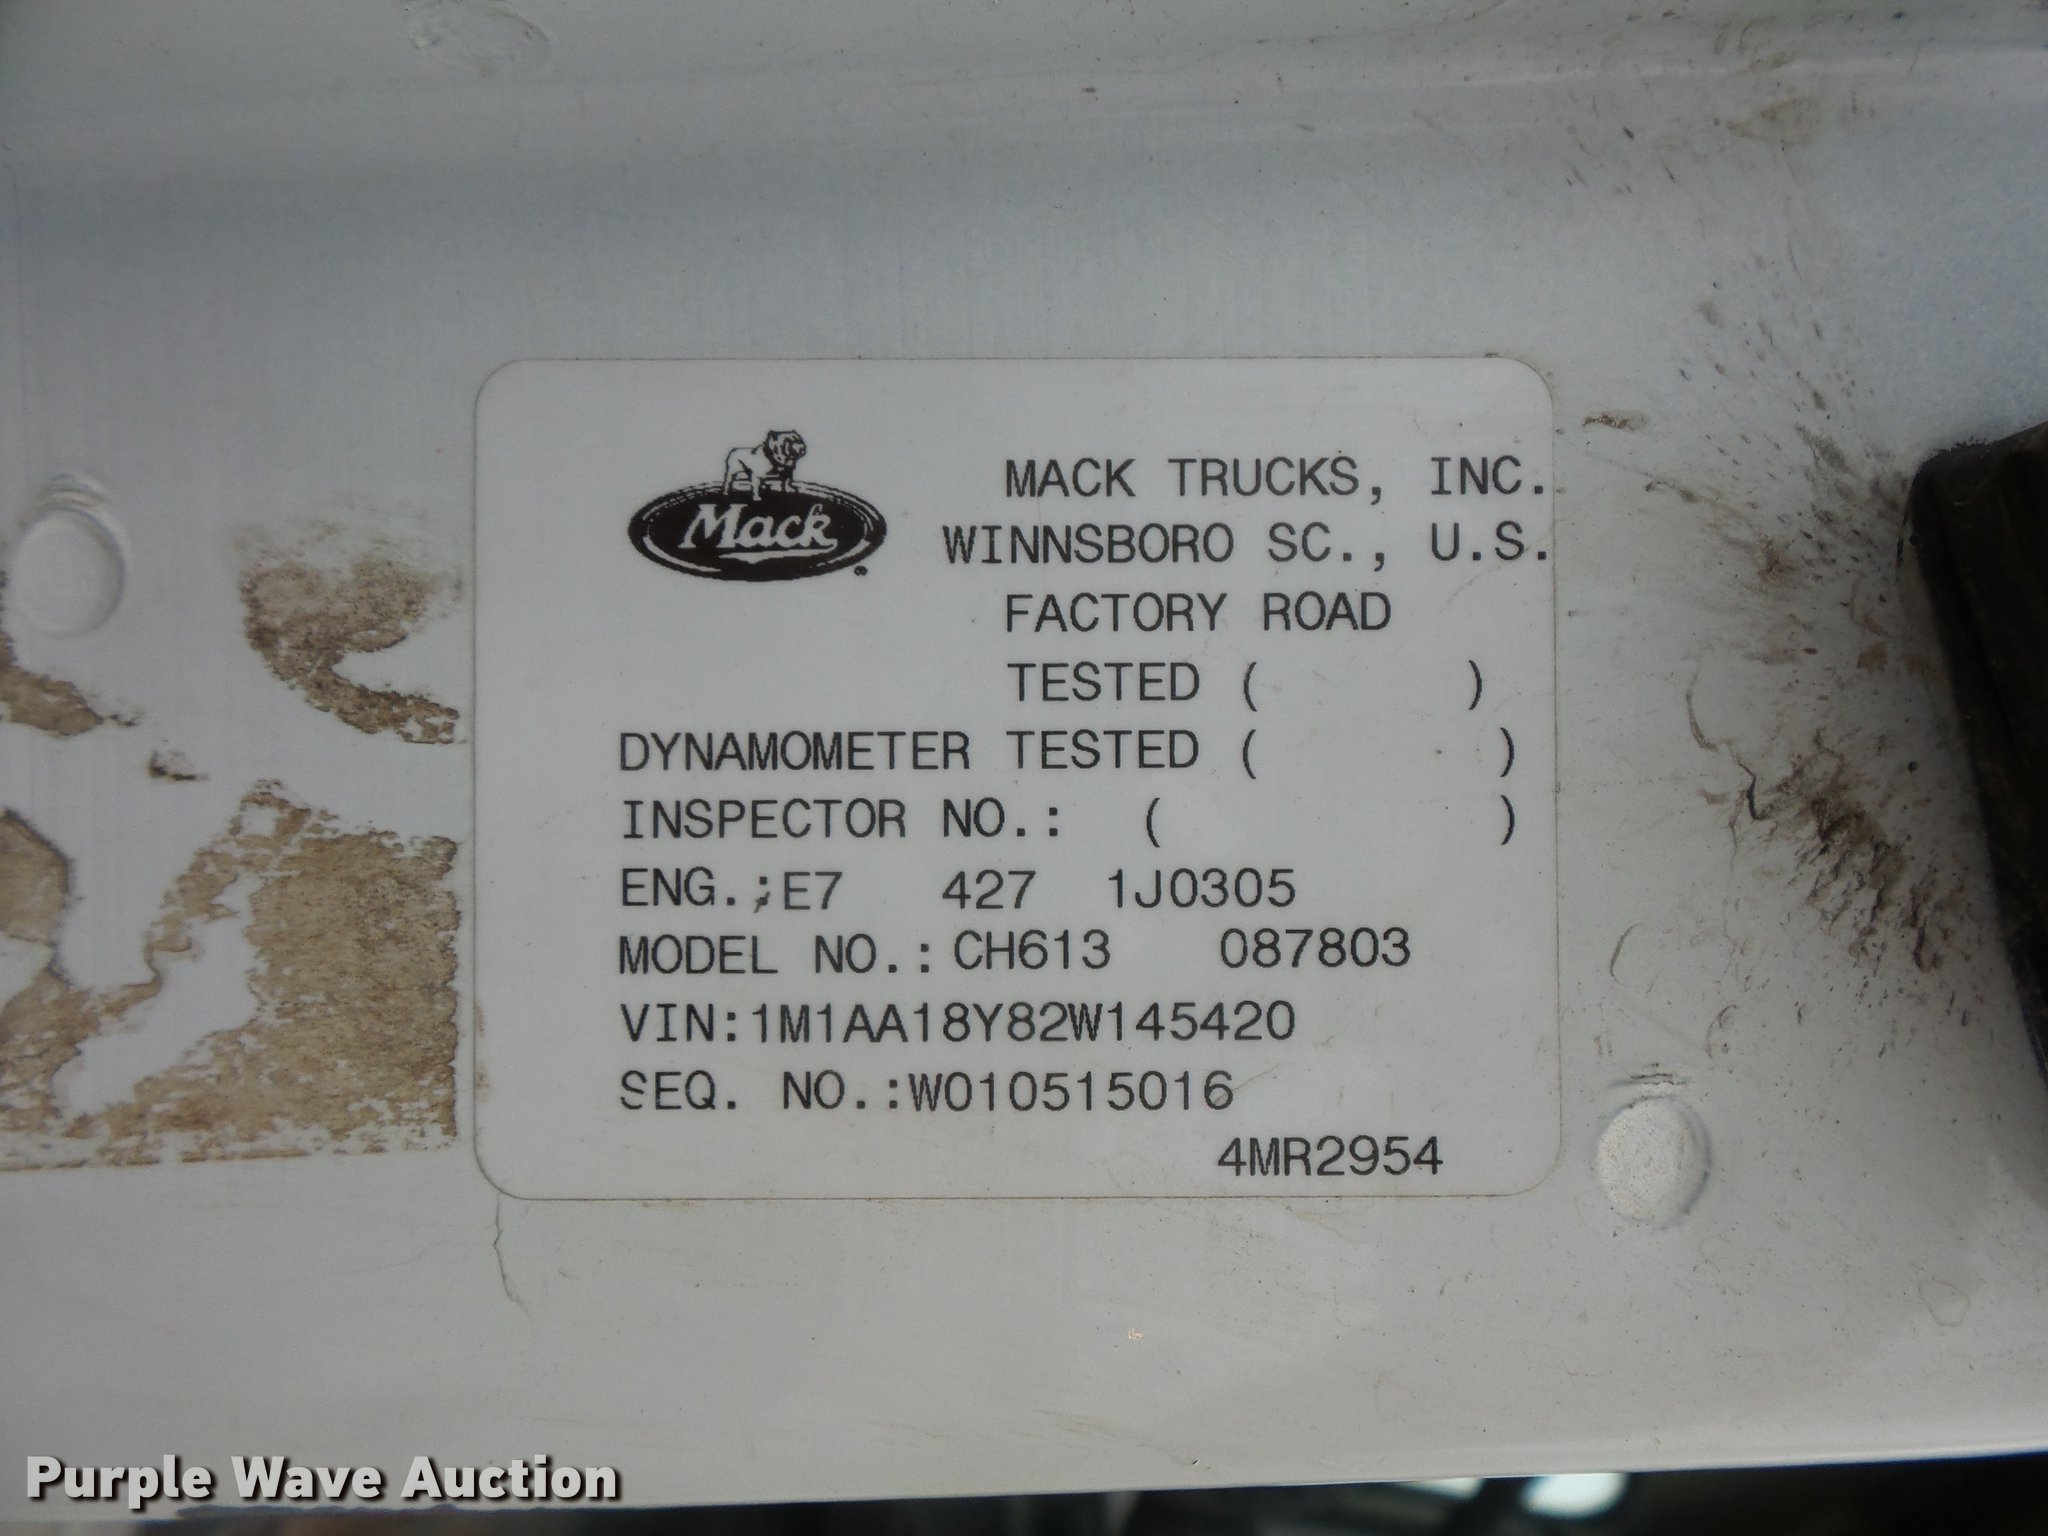 Mack
MACK TRUCKS, INC.
WINNSBORO SC., U.S.
FACTORY ROAD
TESTED ( )
DYNAMOMETER TESTED ( )
INSPECTOR NO.: ( )
ENG.: E7 427 1J0305
MODEL NO.: CH613 087803
VIN:1M1AA18Y82W145420
SEQ. NO.:W010515016
4MR2954
Purple Wave Auction